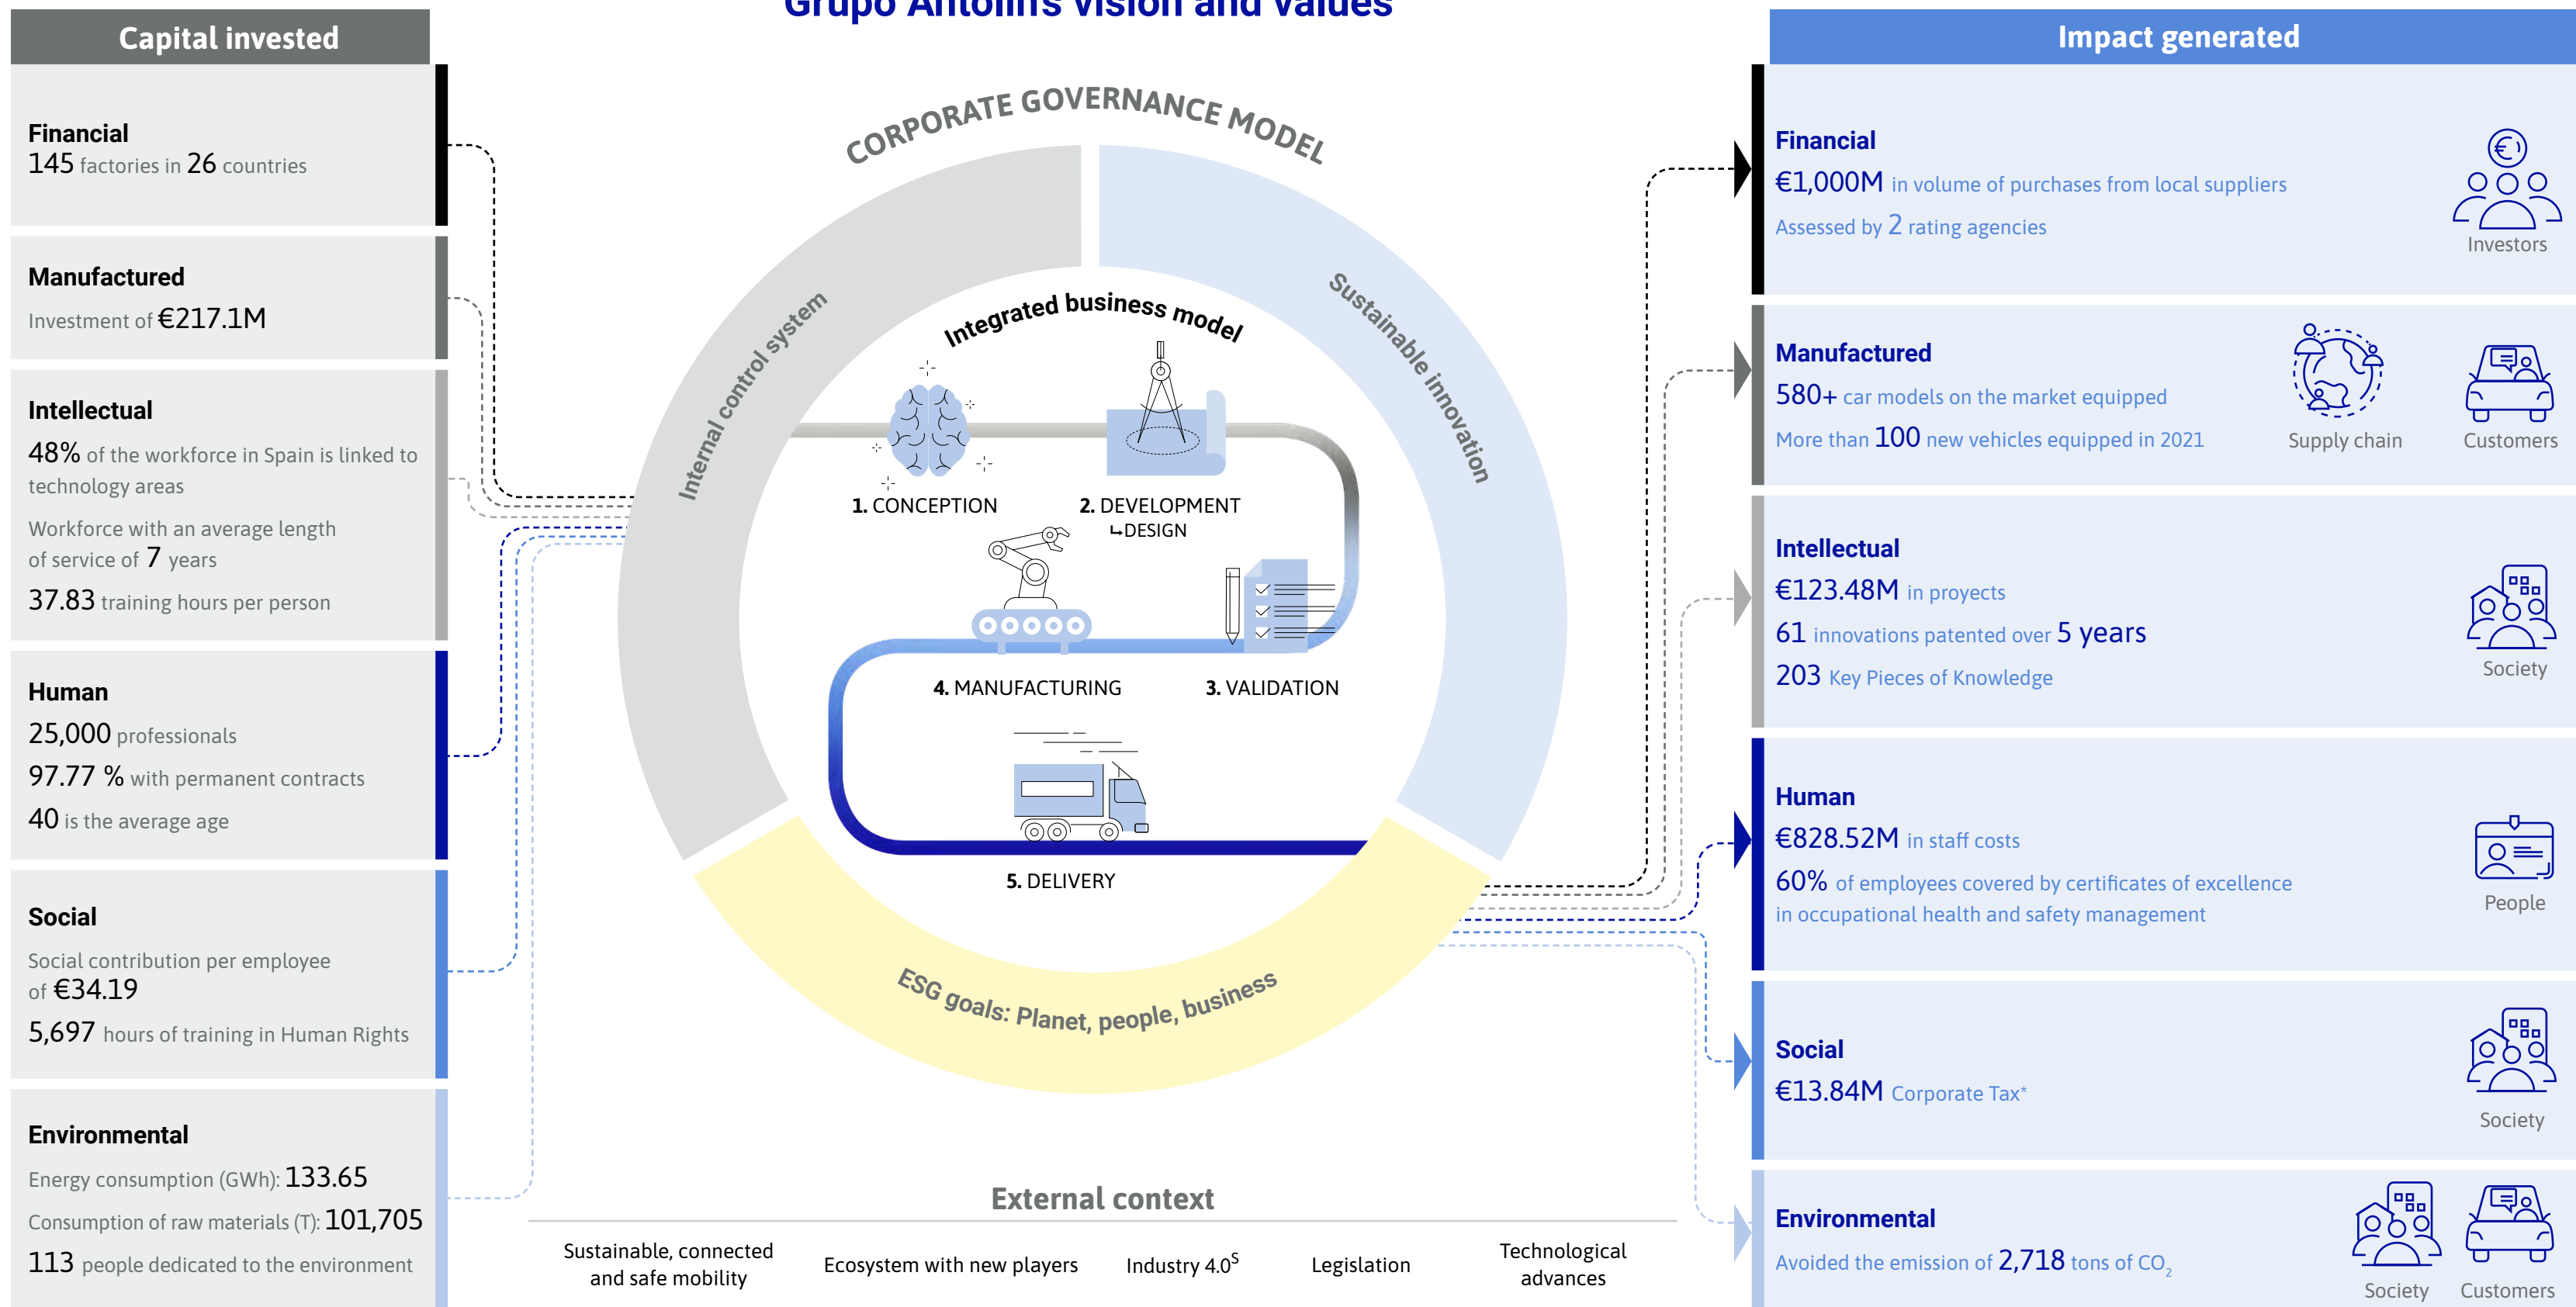 Grupo Antolin's vision and values
Capital invested
Financial
145 factories in 26 countries
Manufactured
Investment of €217.1M
Intellectual
48% of the workforce in Spain is linked to
technology areas
Workforce with an average length
of service of 7 years
37.83 training hours per person
Human
25,000 professionals
97.77 % with permanent contracts
40 is the average age
Social
Social contribution per employee
of €34.19
5,697 hours of training in Human Rights
Environmental
Energy consumption (GWh): 133.65
Consumption of raw materials (T): 101,705
113 people dedicated to the environment
CORPORATE GOVERNANCE MODEL
Internal control system
Sustainable innovation
ESG goals: Planet, people, business
Integrated business model
1. CONCEPTION
2. DEVELOPMENT
↳DESIGN
3. VALIDATION
4. MANUFACTURING
5. DELIVERY
External context
Sustainable, connected
and safe mobility
Ecosystem with new players
Industry 4.0S
Legislation
Technological
advances
Impact generated
Financial
€1,000M in volume of purchases from local suppliers
Assessed by 2 rating agencies
Investors
Manufactured
580+ car models on the market equipped
More than 100 new vehicles equipped in 2021
Supply chain
Customers
Intellectual
€123.48M in proyects
61 innovations patented over 5 years
203 Key Pieces of Knowledge
Society
Human
€828.52M in staff costs
60% of employees covered by certificates of excellence
in occupational health and safety management
People
Social
€13.84M Corporate Tax*
Society
Environmental
Avoided the emission of 2,718 tons of CO2
Society
Customers